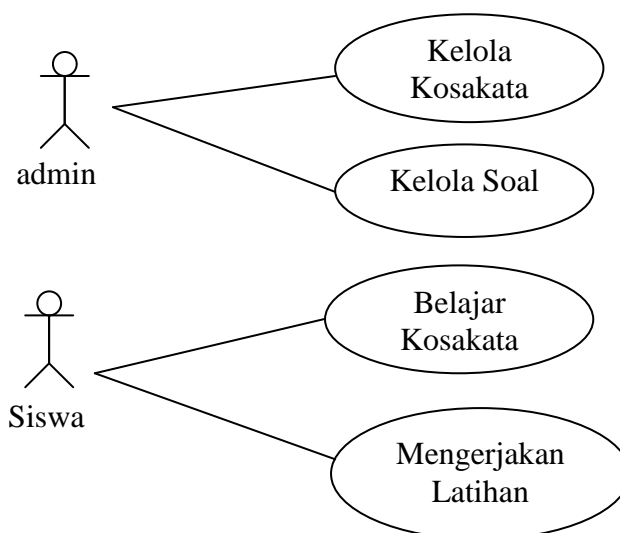 Kelola
Kosakata
admin
Kelola Soal
Belajar
Kosakata
Siswa
Mengerjakan
Latihan